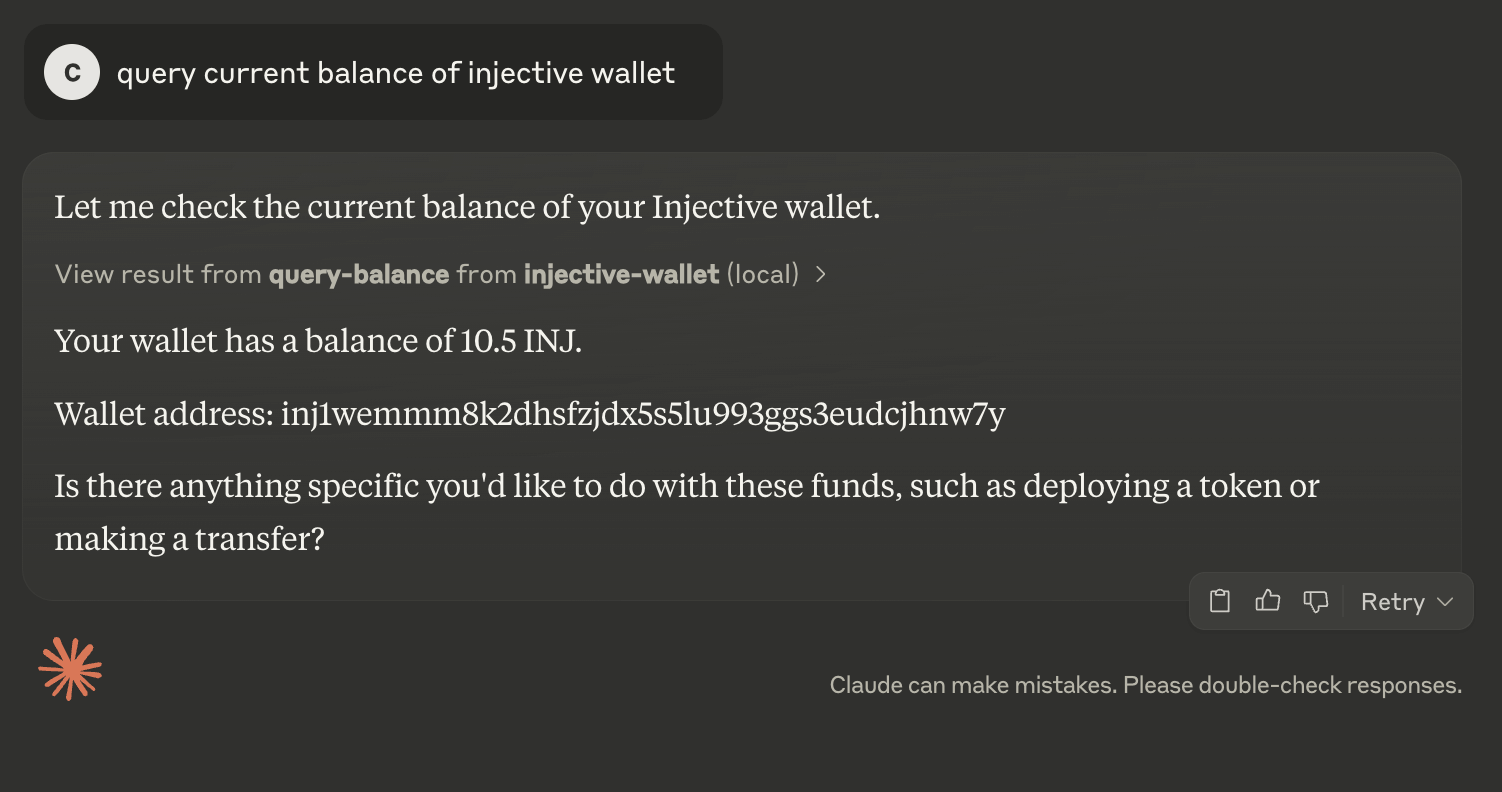 C
query current balance of injective wallet
Let me check the current balance of your Injective wallet.
View result from query-balance from injective-wallet (local)
Your wallet has a balance of 10.5 INJ.
Wallet address: inj1wemmm8k2dhsfzjdx5s5lu993ggs3eudcjhnw7y
Is there anything specific you'd like to do with these funds, such as deploying a token or
making a transfer?
Retry
Claude can make mistakes. Please double-check responses.